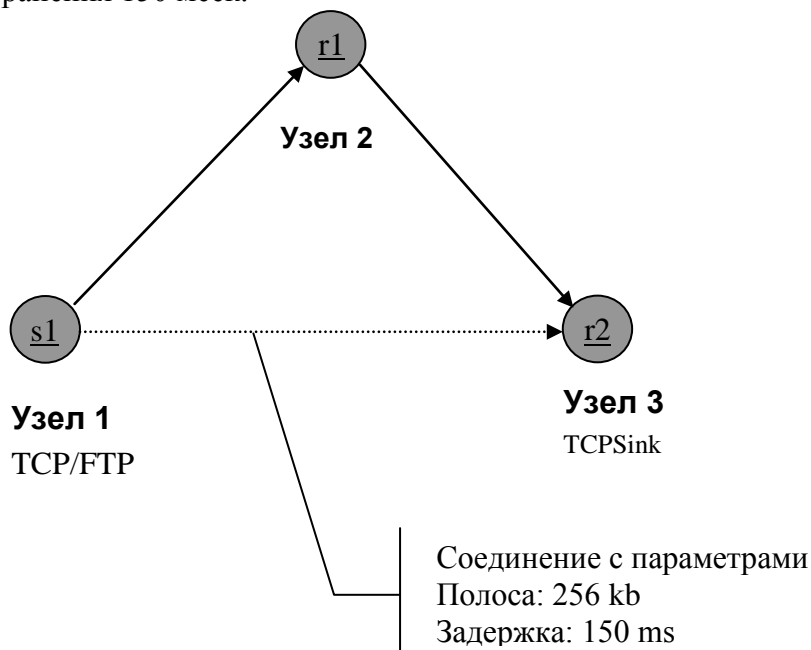 r1
Узел 2
s1
r2
Узел 1
TCP/FTP
Узел 3
TCPSink
Соединение с параметрами
Полоса: 256 kb
Задержка: 150 ms